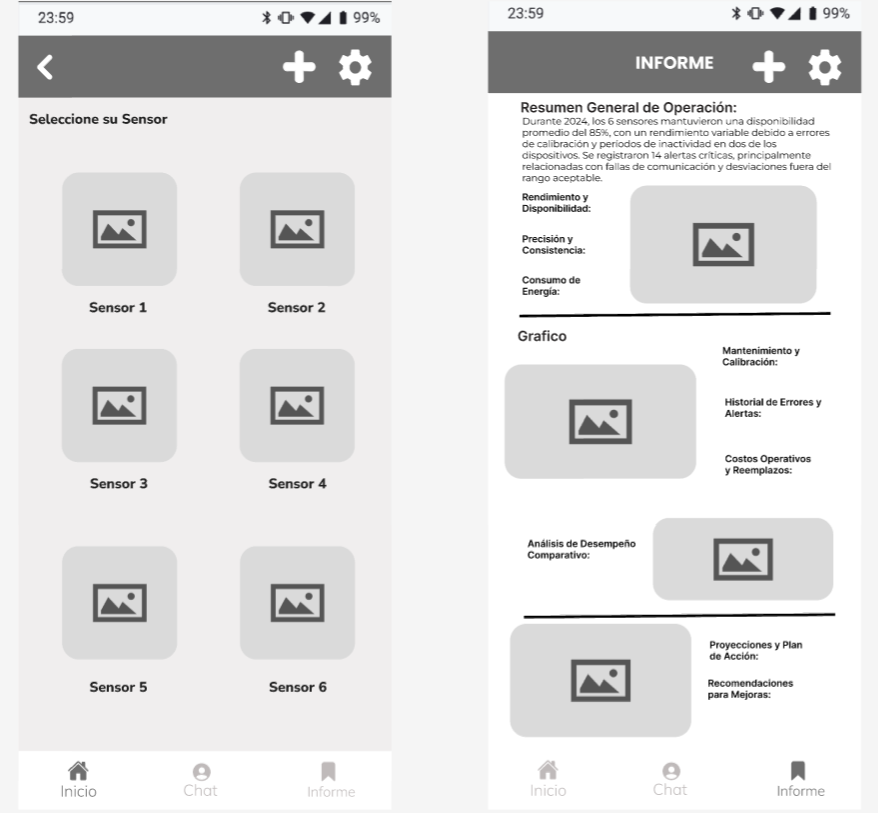 23:59
99%
Seleccione su Sensor
Sensor 1
Sensor 2
Sensor 3
Sensor 4
Sensor 5
Sensor 6
Inicio
Chat
Informe
23:59
99%
INFORME
Resumen General de Operación:
Durante 2024, los 6 sensores mantuvieron una disponibilidad
promedio del 85%, con un rendimiento variable debido a errores
de calibración y períodos de inactividad en dos de los
dispositivos. Se registraron 14 alertas críticas, principalmente
relacionadas con fallas de comunicación y desviaciones fuera del
rango aceptable.
Rendimiento y
Disponibilidad:
Precisión y
Consistencia:
Consumo de
Energía:
Grafico
Mantenimiento y
Calibración:
Historial de Errores y
Alertas:
Costos Operativos
y Reemplazos:
Análisis de Desempeño
Comparativo:
Proyecciones y Plan
de Acción:
Recomendaciones
para Mejoras:
Inicio
Chat
Informe